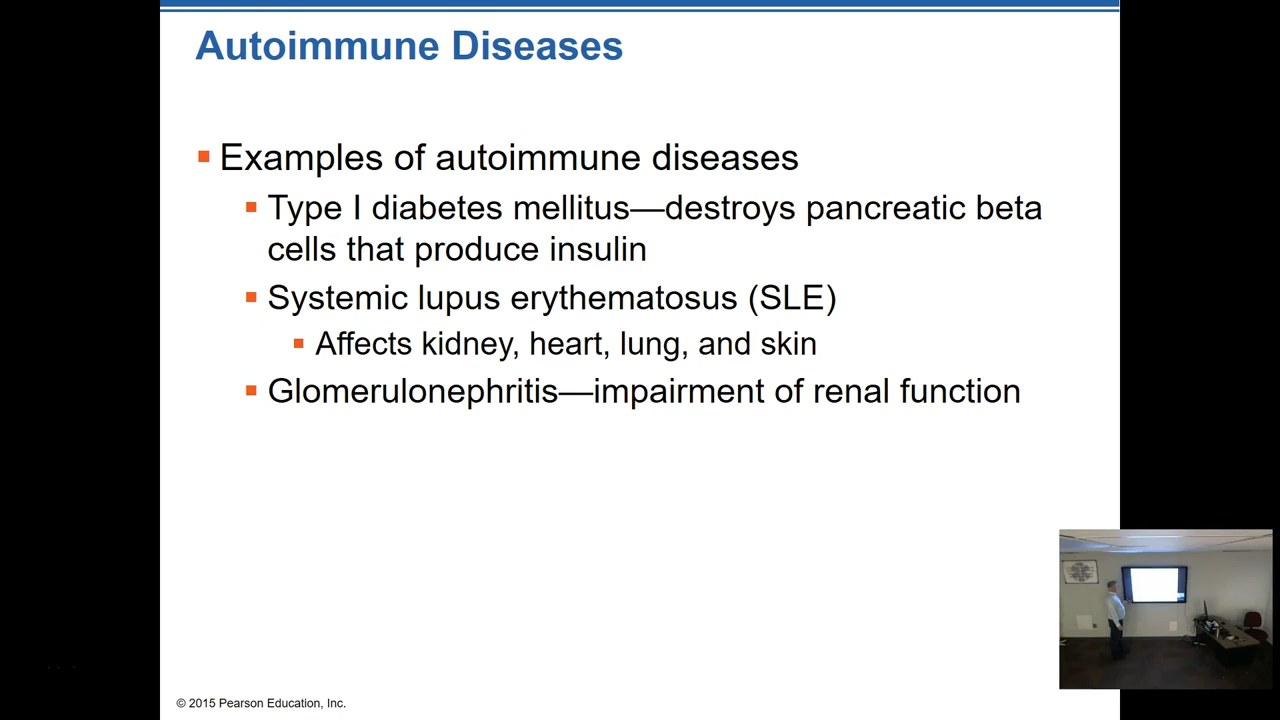 Autoimmune Diseases
Examples of autoimmune diseases
Type I diabetes mellitus—destroys pancreatic beta
cells that produce insulin
Systemic lupus erythematosus (SLE)
Affects kidney, heart, lung, and skin
Glomerulonephritis—impairment of renal function
© 2015 Pearson Education, Inc.